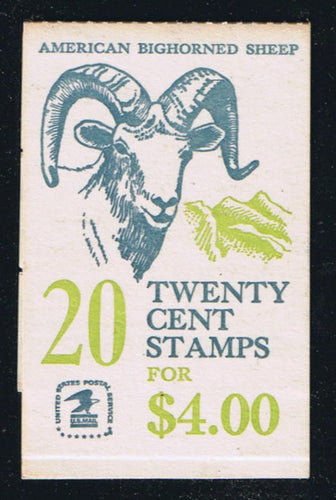 AMERICAN BIGHORNED SHEEP
20 TWENTY
CENT
STAMPS
FOR
$4.00
UNITED STATES POSTAL SERVICE
U.S.MAIL